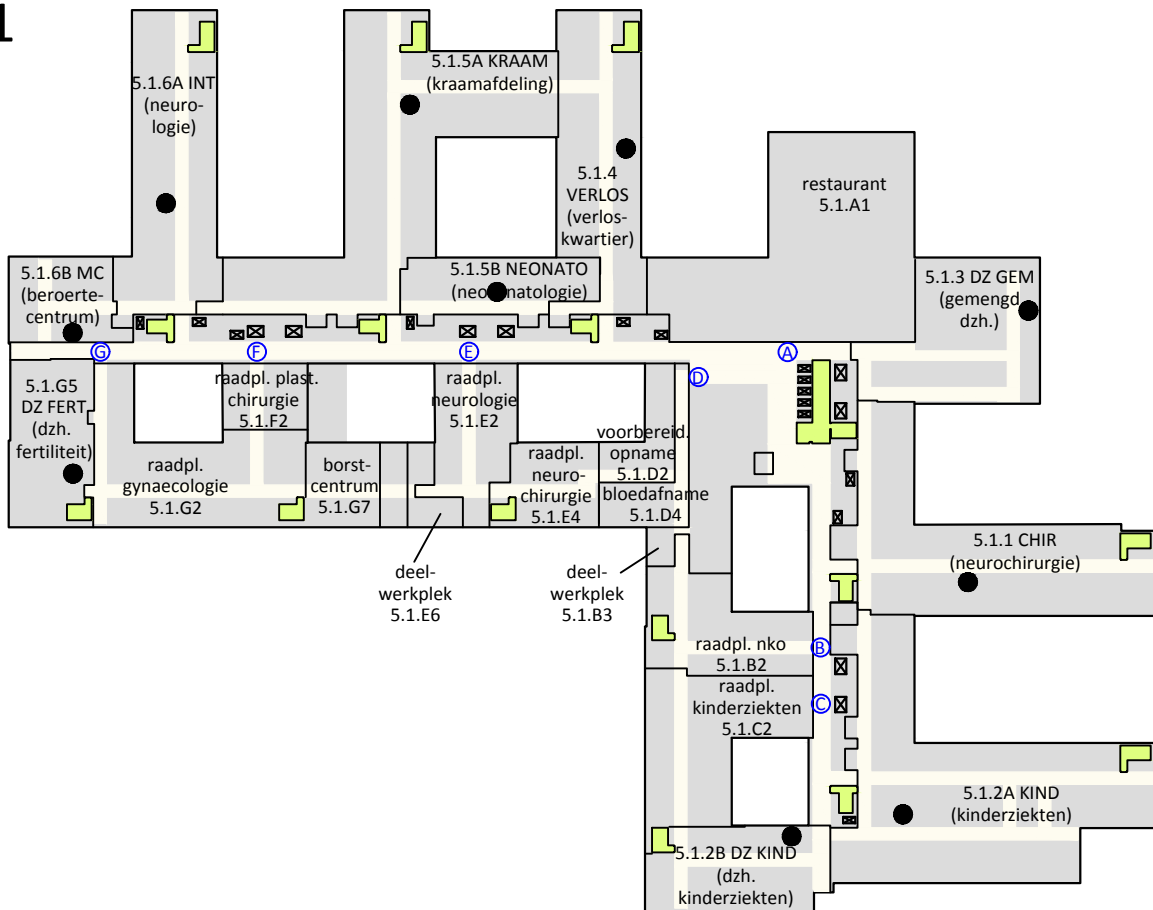 1
5.1.6A INT
(neuro-
logie)
5.1.5A KRAAM
(kraamafdeling)
5.1.4
VERLOS
(verlos-
kwartier)
restaurant
5.1.A1
5.1.6B MC
(beroerte-
centrum)
5.1.5B NEONATO
(neonatologie)
5.1.3 DZ GEM
(gemengd
dzh.)
G
F
E
A
D
5.1.G5
DZ FERT
(dzh.
fertiliteit)
raadpl. plast.
chirurgie
5.1.F2
raadpl.
neurologie
5.1.E2
voorbereid.
opname
5.1.D2
bloedafname
5.1.D4
raadpl.
gynaecologie
5.1.G2
borst-
centrum
5.1.G7
raadpl.
neuro-
chirurgie
5.1.E4
5.1.1 CHIR
(neurochirurgie)
deel-
werkplek
5.1.E6
deel-
werkplek
5.1.B3
raadpl. nko
5.1.B2
B
raadpl.
kinderziekten
5.1.C2
C
5.1.2A KIND
(kinderziekten)
5.1.2B DZ KIND
(dzh.
kinderziekten)